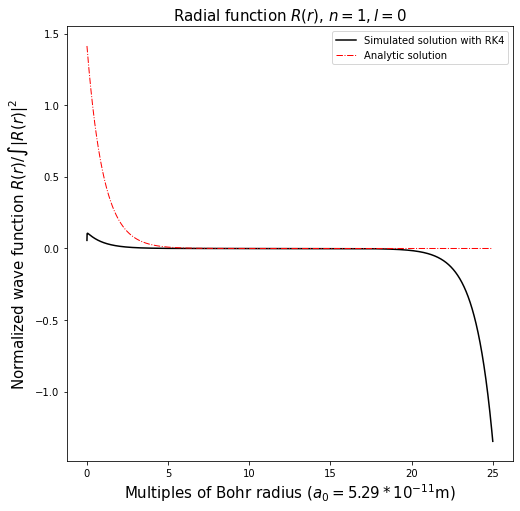 Radial function R(r), n = 1, l = 0
Simulated solution with RK4
Analytic solution
Normalized wave function R(r)/∫|R(r)|²
1.5
1.0
0.5
0.0
−0.5
−1.0
0 5 10 15 20 25
Multiples of Bohr radius (a₀ = 5.29 * 10⁻¹¹m)